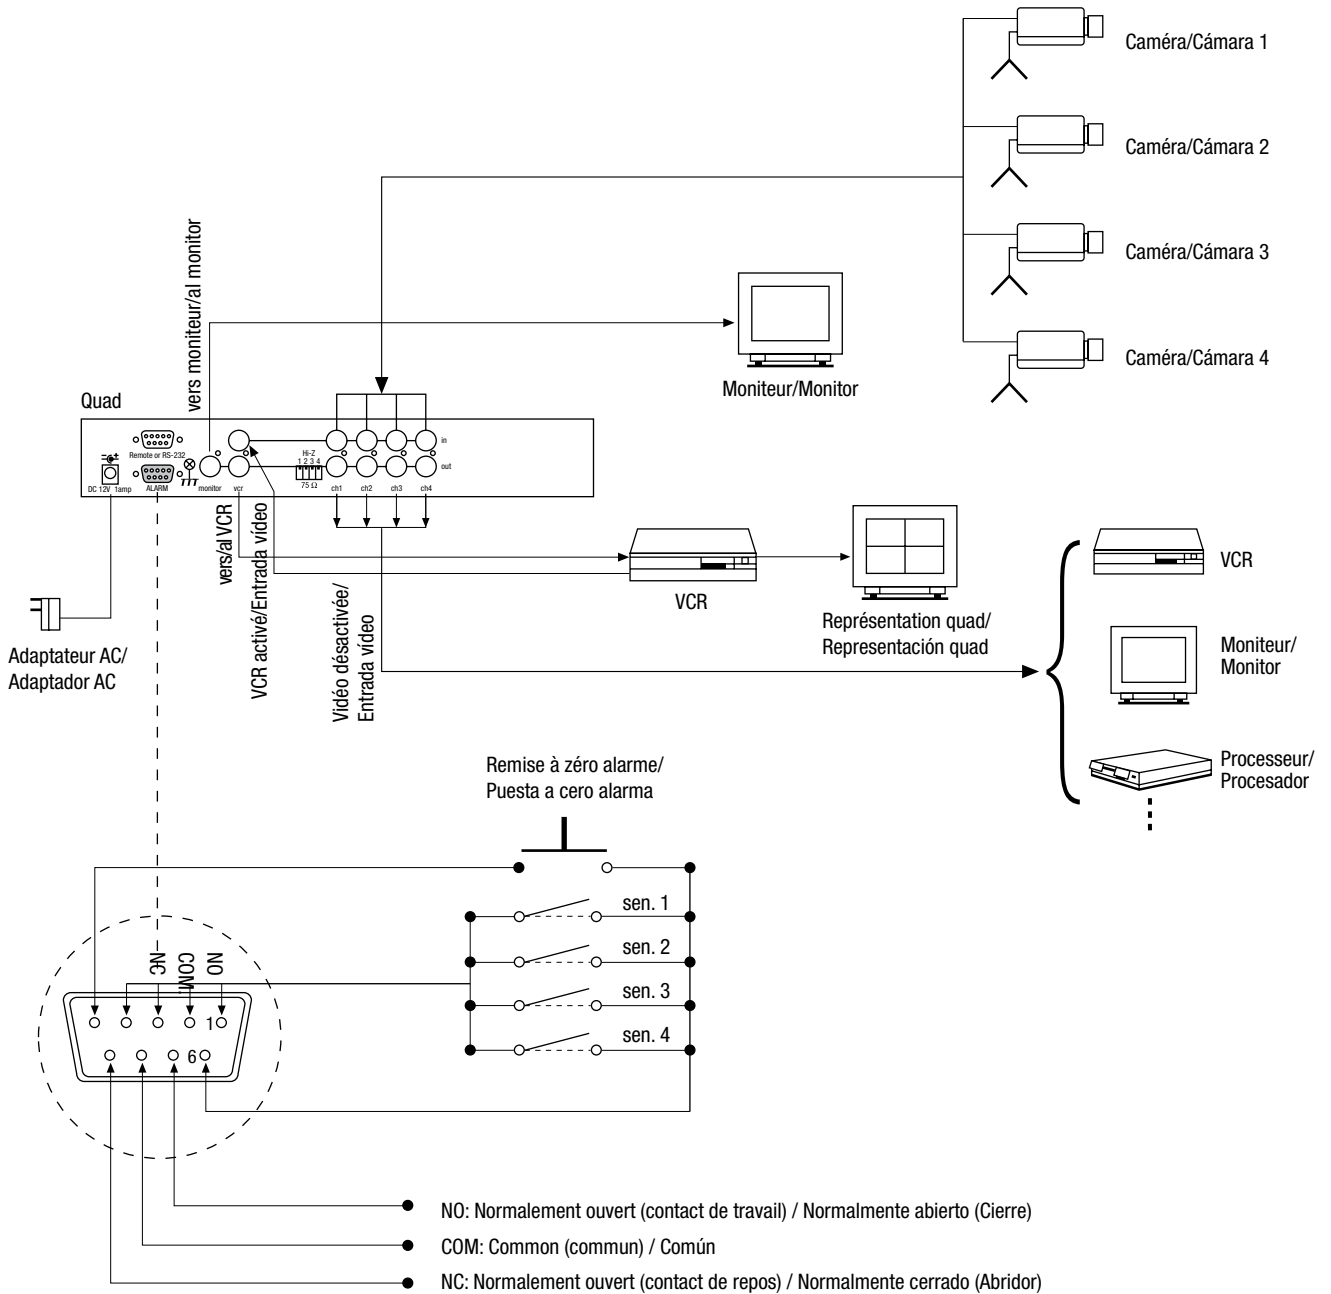 Caméra/Cámara 1
Caméra/Cámara 2
Caméra/Cámara 3
Caméra/Cámara 4
vers moniteur/al monitor
Moniteur/Monitor
Quad
Remote or RS-232
DC 12V 1amp
ALARM
monitor
vcr
Hi-Z
1 2 3 4
75 Ω
ch1
ch2
ch3
ch4
in
out
vers/al VCR
VCR activé/Entrada vídeo
Vidéo désactivée/
Entrada vídeo
VCR
Représentation quad/
Representación quad
VCR
Moniteur/
Monitor
Processeur/
Procesador
Adaptateur AC/
Adaptador AC
Remise à zéro alarme/
Puesta a cero alarma
sen. 1
sen. 2
sen. 3
sen. 4
NC
COM.
NO
1
6
NO: Normalement ouvert (contact de travail) / Normalmente abierto (Cierre)
COM: Common (commun) / Común
NC: Normalement ouvert (contact de repos) / Normalmente cerrado (Abridor)